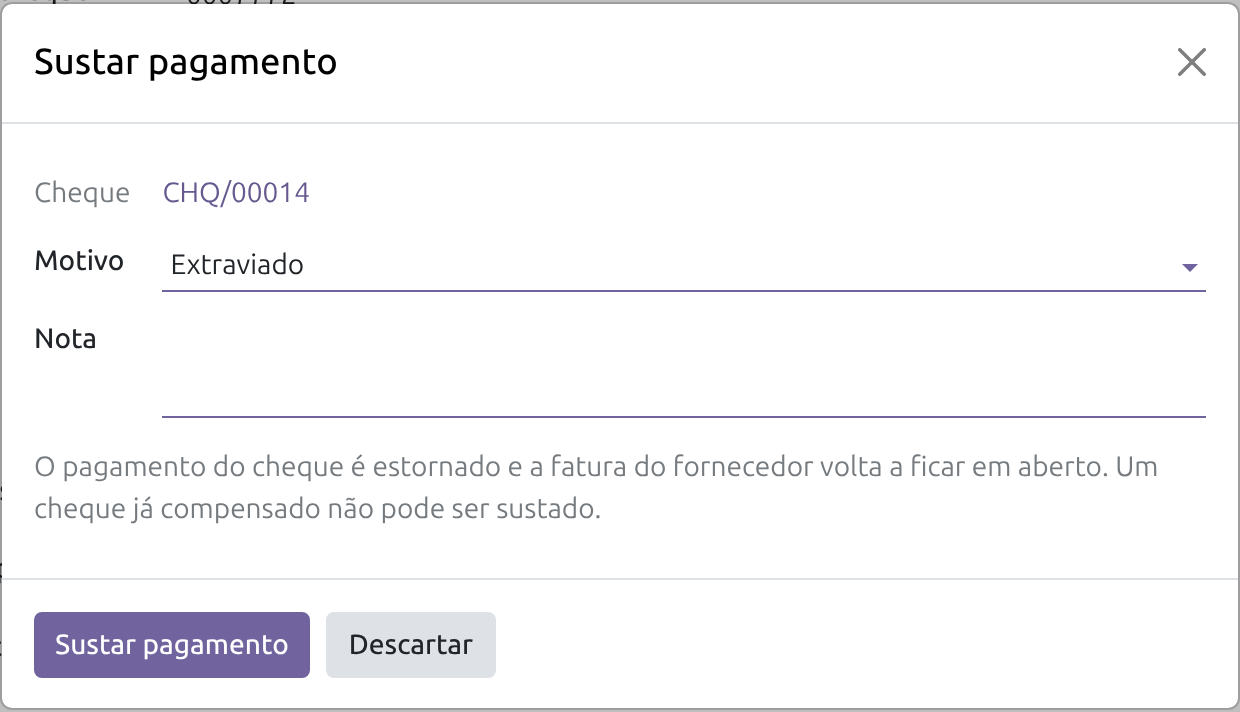 Sustar pagamento
Cheque CHQ/00014
Motivo Extraviado
Nota
O pagamento do cheque é estornado e a fatura do fornecedor volta a ficar em aberto. Um
cheque já compensado não pode ser sustado.
Sustar pagamento Descartar